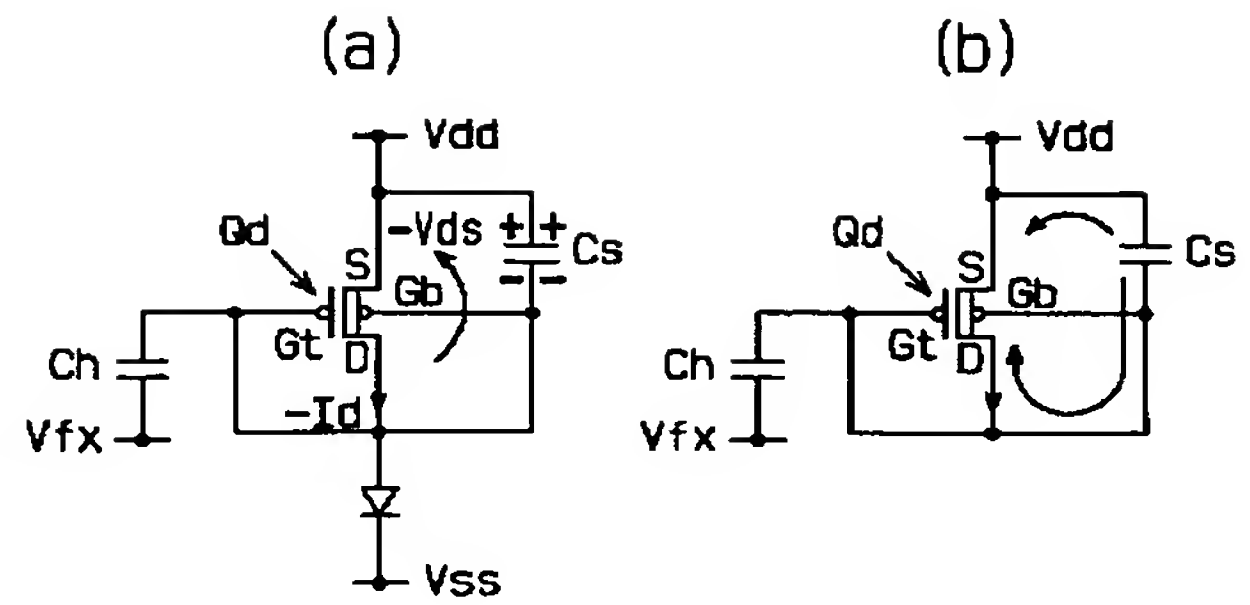 (a)
Vdd
Qd
-Vds
+ +
Cs
- -
S
Gb
Gt
D
Ch
-Id
Vfx
Vss
(b)
Vdd
Qd
Cs
S
Gb
Gt
D
Ch
Vfx